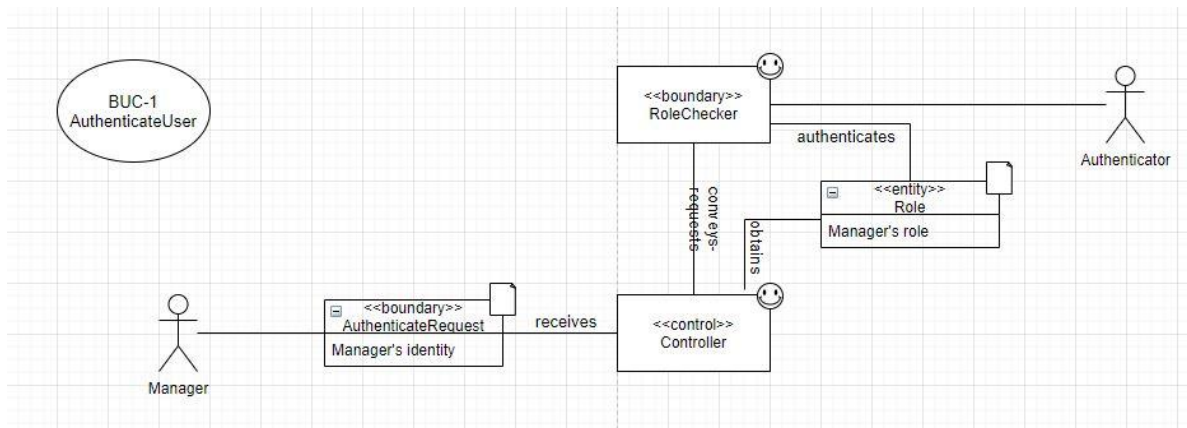 BUC-1
AuthenticateUser
<<boundary>>
RoleChecker
authenticates
Authenticator
<<entity>>
Role
Manager's role
conveys-
requests
obtains
<<boundary>>
AuthenticateRequest
Manager's identity
receives
<<control>>
Controller
Manager